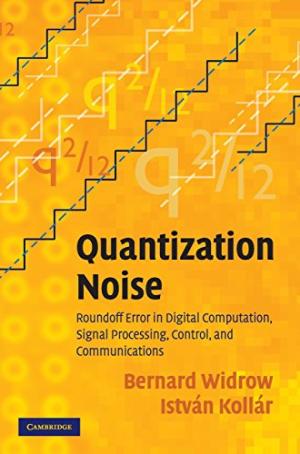 q²/12
q²/12
q²/12
q²/12
Quantization
Noise
Roundoff Error in Digital Computation,
Signal Processing, Control, and
Communications
Bernard Widrow
István Kollár
CAMBRIDGE